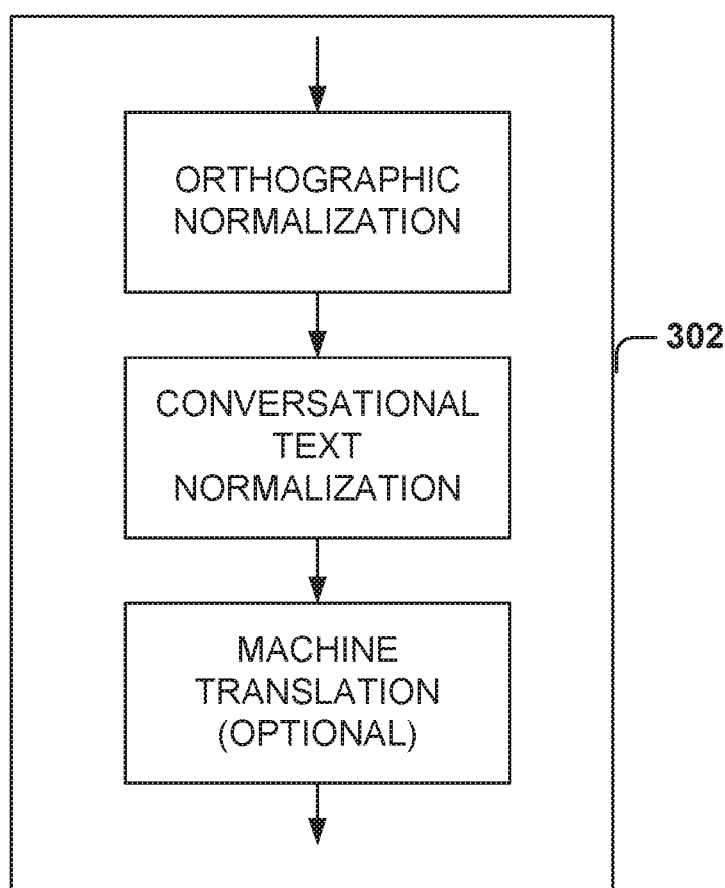 ORTHOGRAPHIC
NORMALIZATION
302
CONVERSATIONAL
TEXT
NORMALIZATION
MACHINE
TRANSLATION
(OPTIONAL)